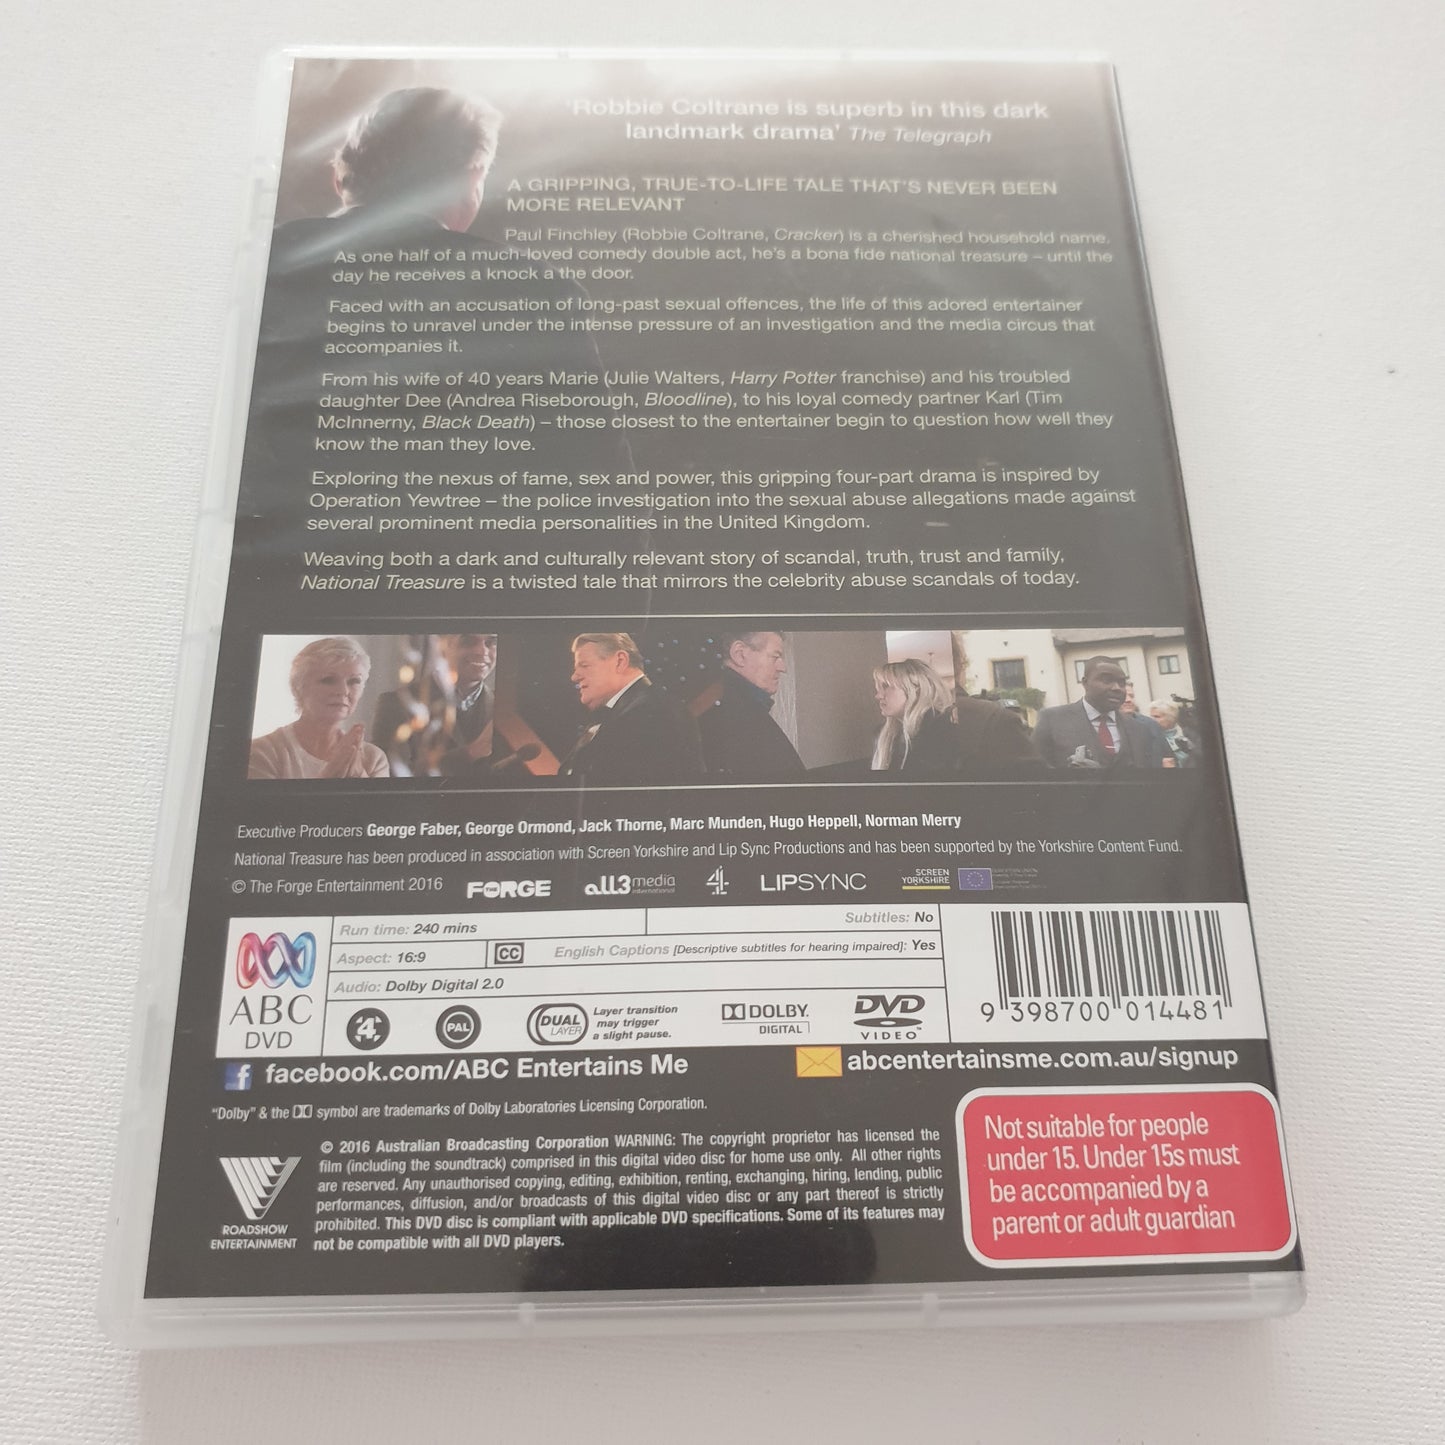 'Robbie Coltrane is superb in this dark
landmark drama' The Telegraph
A GRIPPING, TRUE-TO-LIFE TALE THAT'S NEVER BEEN
MORE RELEVANT
Paul Finchley (Robbie Coltrane, Cracker) is a cherished household name.
As one half of a much-loved comedy double act, he's a bona fide national treasure – until the
day he receives a knock a the door.
Faced with an accusation of long-past sexual offences, the life of this adored entertainer
begins to unravel under the intense pressure of an investigation and the media circus that
accompanies it.
From his wife of 40 years Marie (Julie Walters, Harry Potter franchise) and his troubled
daughter Dee (Andrea Riseborough, Bloodline), to his loyal comedy partner Karl (Tim
McInnerny, Black Death) – those closest to the entertainer begin to question how well they
know the man they love.
Exploring the nexus of fame, sex and power, this gripping four-part drama is inspired by
Operation Yewtree – the police investigation into the sexual abuse allegations made against
several prominent media personalities in the United Kingdom.
Weaving both a dark and culturally relevant story of scandal, truth, trust and family,
National Treasure is a twisted tale that mirrors the celebrity abuse scandals of today.
Executive Producers George Faber, George Ormond, Jack Thorne, Marc Munden, Hugo Heppell, Norman Merry
National Treasure has been produced in association with Screen Yorkshire and Lip Sync Productions and has been supported by the Yorkshire Content Fund.
© The Forge Entertainment 2016 THE FORGE all3 media international 4 LIPSYNC SCREEN YORKSHIRE
Run time: 240 mins
Subtitles: No
Aspect: 16:9
CC English Captions [Descriptive subtitles for hearing impaired]: Yes
Audio: Dolby Digital 2.0
ABC
DVD
4 PAL DUAL LAYER
Layer transition
may trigger
a slight pause.
DOLBY
DIGITAL
DVD
VIDEO™
9 398700 014481
f facebook.com/ABC Entertains Me
abcentertainsme.com.au/signup
"Dolby" & the DD symbol are trademarks of Dolby Laboratories Licensing Corporation.
© 2016 Australian Broadcasting Corporation WARNING: The copyright proprietor has licensed the
film (including the soundtrack) comprised in this digital video disc for home use only. All other rights
are reserved. Any unauthorised copying, editing, exhibition, renting, exchanging, hiring, lending, public
performances, diffusion, and/or broadcasts of this digital video disc or any part thereof is strictly
prohibited. This DVD disc is compliant with applicable DVD specifications. Some of its features may
not be compatible with all DVD players.
ROADSHOW
ENTERTAINMENT
Not suitable for people
under 15. Under 15s must
be accompanied by a
parent or adult guardian